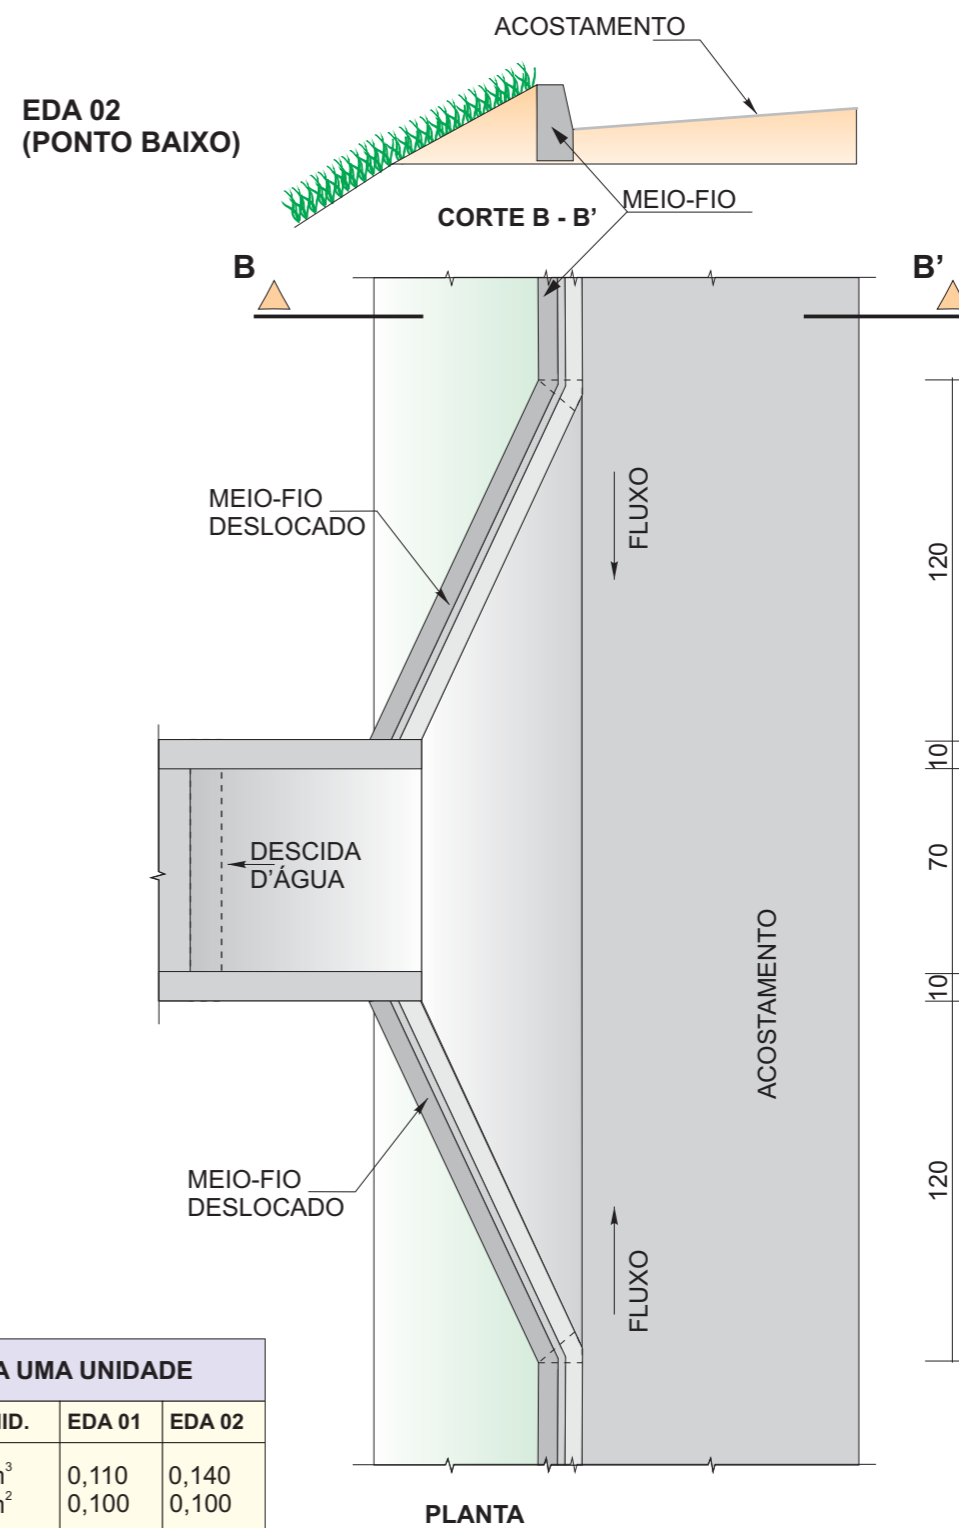 ACOSTAMENTO
EDA 02
(PONTO BAIXO)
MEIO-FIO
CORTE B - B’
B
B’
MEIO-FIO
DESLOCADO
FLUXO
120
10
DESCIDA
D’ÁGUA
70
ACOSTAMENTO
10
MEIO-FIO
DESLOCADO
120
FLUXO
A UMA UNIDADE
EDA 01
EDA 02
0,110
0,140
0,100
0,100
PLANTA